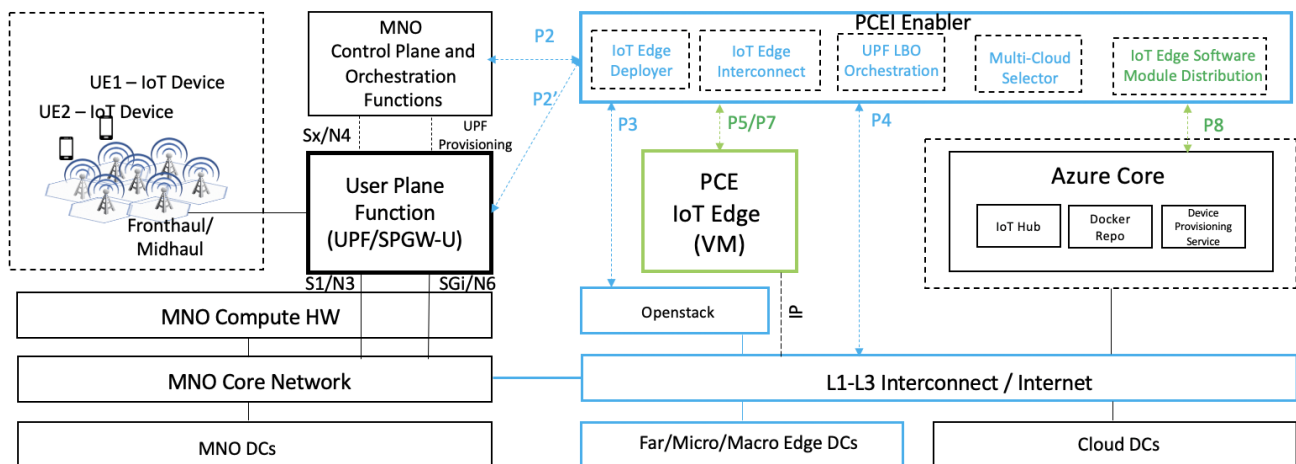 MNO
Control Plane and
Orchestration
Functions
PCEI Enabler
P2
IoT Edge
Deployer
IoT Edge
Interconnect
UPF LBO
Orchestration
Multi-Cloud
Selector
IoT Edge Software
Module Distribution
UE1 – IoT Device
UE2 – IoT Device
P2'
P3
P5/P7
P4
P8
Sx/N4
UPF
Provisioning
Fronthaul/
Midhaul
User Plane
Function
(UPF/SPGW-U)
PCE
IoT Edge
(VM)
Azure Core
IoT Hub
Docker
Repo
Device
Provisioning
Service
S1/N3
SGi/N6
MNO Compute HW
Openstack
IP
MNO Core Network
L1-L3 Interconnect / Internet
MNO DCs
Far/Micro/Macro Edge DCs
Cloud DCs